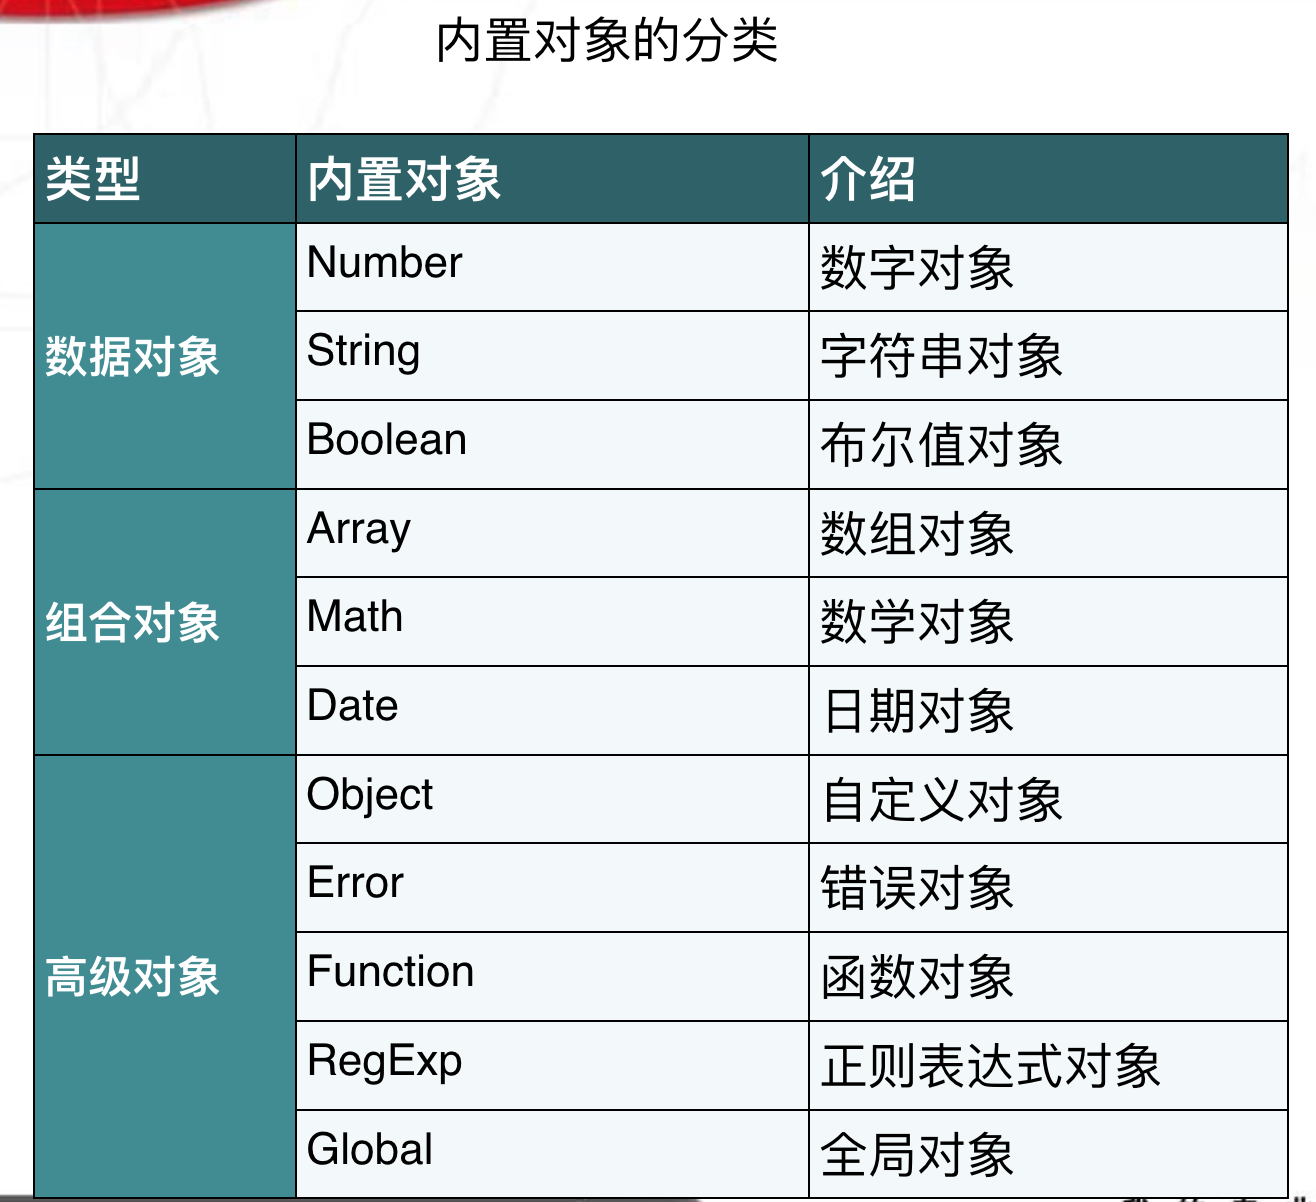 内置对象的分类
类型 内置对象 介绍
数据对象
Number 数字对象
String 字符串对象
Boolean 布尔值对象
组合对象
Array 数组对象
Math 数学对象
Date 日期对象
高级对象
Object 自定义对象
Error 错误对象
Function 函数对象
RegExp 正则表达式对象
Global 全局对象